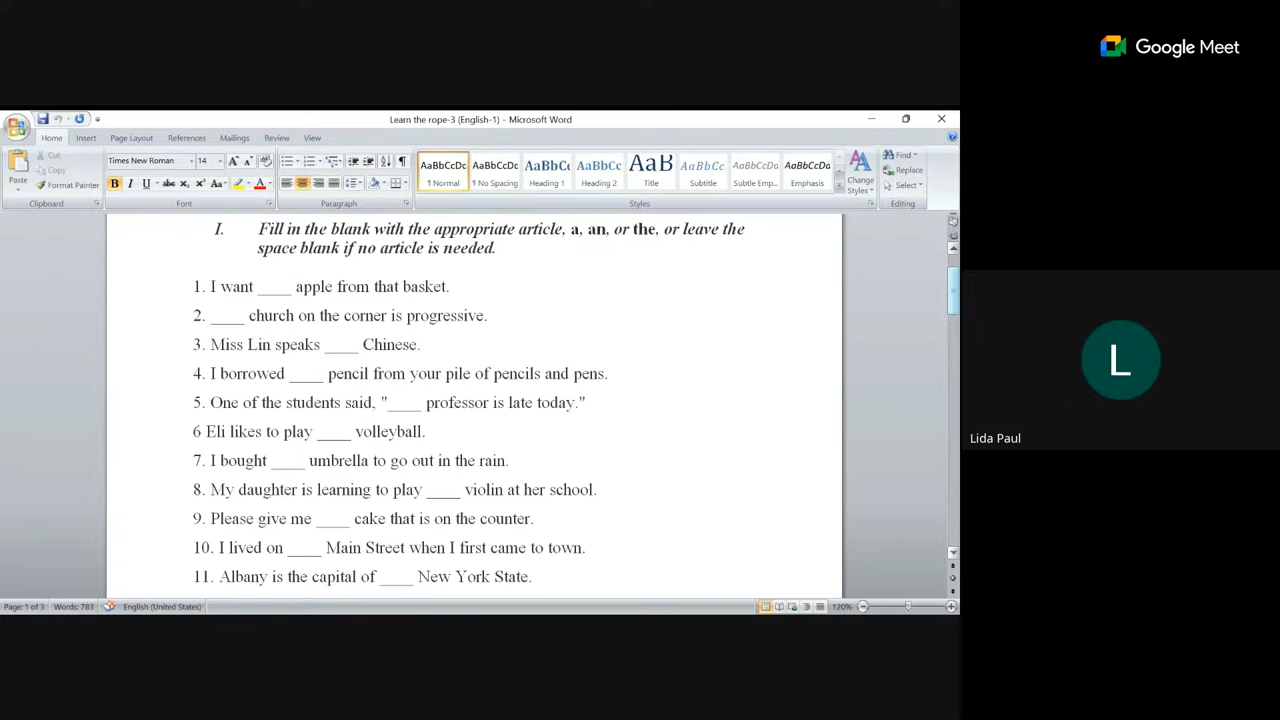 Google Meet
Learn the rope-3 (English-1) - Microsoft Word
Home Insert Page Layout References Mailings Review View
Paste Cut Copy Format Painter Clipboard
Times New Roman 14 Font
Paragraph
AaBbCcDc AaBbCcDc AaBbCc AaBbCc AaB AaBbCc AaBbCcDc AaBbCcDc
¶ Normal ¶ No Spacing Heading 1 Heading 2 Title Subtitle Subtle Emp... Emphasis Change Styles Styles
Find Replace Select Editing
I. Fill in the blank with the appropriate article, a, an, or the, or leave the
space blank if no article is needed.
1. I want ____ apple from that basket.
2. ____ church on the corner is progressive.
3. Miss Lin speaks ____ Chinese.
4. I borrowed ____ pencil from your pile of pencils and pens.
5. One of the students said, "____ professor is late today."
6 Eli likes to play ____ volleyball.
7. I bought ____ umbrella to go out in the rain.
8. My daughter is learning to play ____ violin at her school.
9. Please give me ____ cake that is on the counter.
10. I lived on ____ Main Street when I first came to town.
11. Albany is the capital of ____ New York State.
Page: 1 of 3 Words: 783 English (United States) 120%
L
Lida Paul